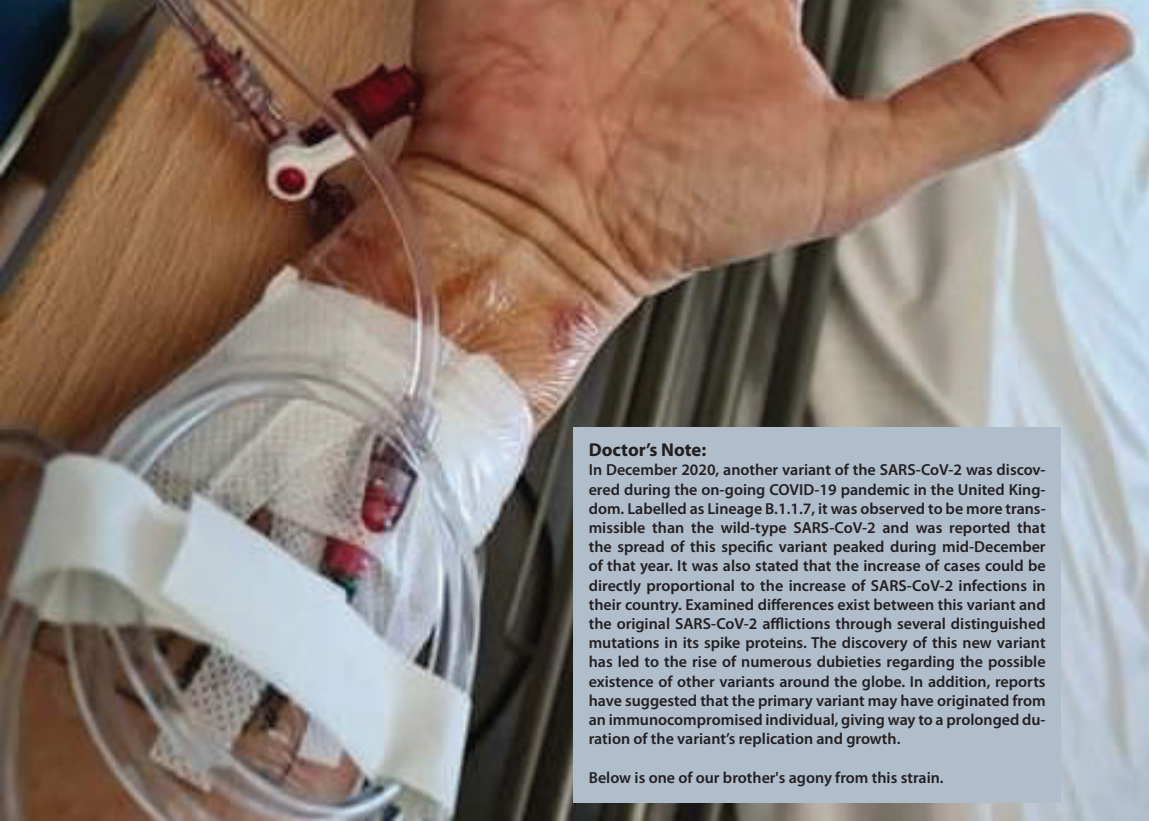 Doctor’s Note:
In December 2020, another variant of the SARS-CoV-2 was discov-
ered during the on-going COVID-19 pandemic in the United King-
dom. Labelled as Lineage B.1.1.7, it was observed to be more trans-
missible than the wild-type SARS-CoV-2 and was reported that
the spread of this specific variant peaked during mid-December
of that year. It was also stated that the increase of cases could be
directly proportional to the increase of SARS-CoV-2 infections in
their country. Examined differences exist between this variant and
the original SARS-CoV-2 afflictions through several distinguished
mutations in its spike proteins. The discovery of this new variant
has led to the rise of numerous dubieties regarding the possible
existence of other variants around the globe. In addition, reports
have suggested that the primary variant may have originated from
an immunocompromised individual, giving way to a prolonged du-
ration of the variant’s replication and growth.
Below is one of our brother's agony from this strain.